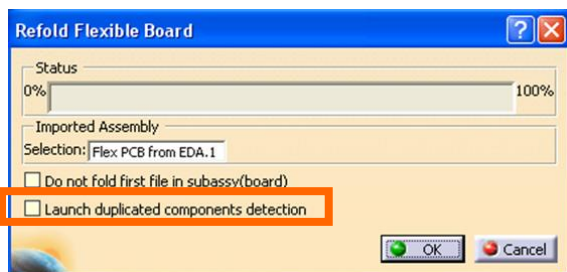 Refold Flexible Board
Status
0% 100%
Imported Assembly
Selection: Flex PCB from EDA.1
Do not fold first file in subassy(board)
Launch duplicated components detection
OK Cancel